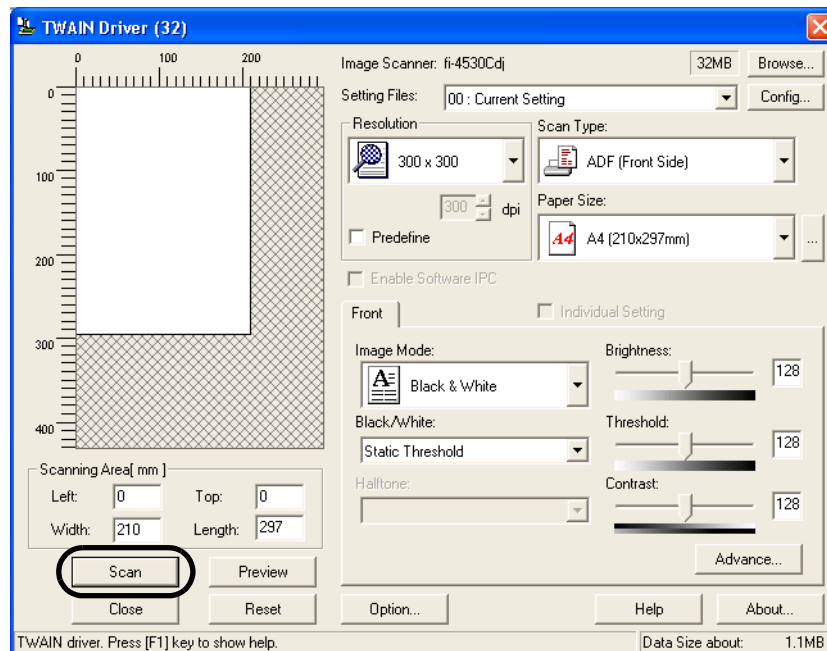 TWAIN Driver (32)
0 100 200
0
100
200
300
400
Image Scanner: fi-4530Cdj 32MB Browse...
Setting Files: 00 : Current Setting Config...
Resolution
300 x 300
300 dpi
Predefine
Scan Type:
ADF (Front Side)
Paper Size:
A4 A4 (210x297mm) ...
Enable Software IPC
Front
Individual Setting
Image Mode:
A Black & White
Black/White:
Static Threshold
Halftone:
Brightness:
128
Threshold:
128
Contrast:
128
Advance...
Scanning Area[ mm ]
Left: 0 Top: 0
Width: 210 Length: 297
Scan Preview
Close Reset Option... Help About...
TWAIN driver. Press [F1] key to show help. Data Size about: 1.1MB